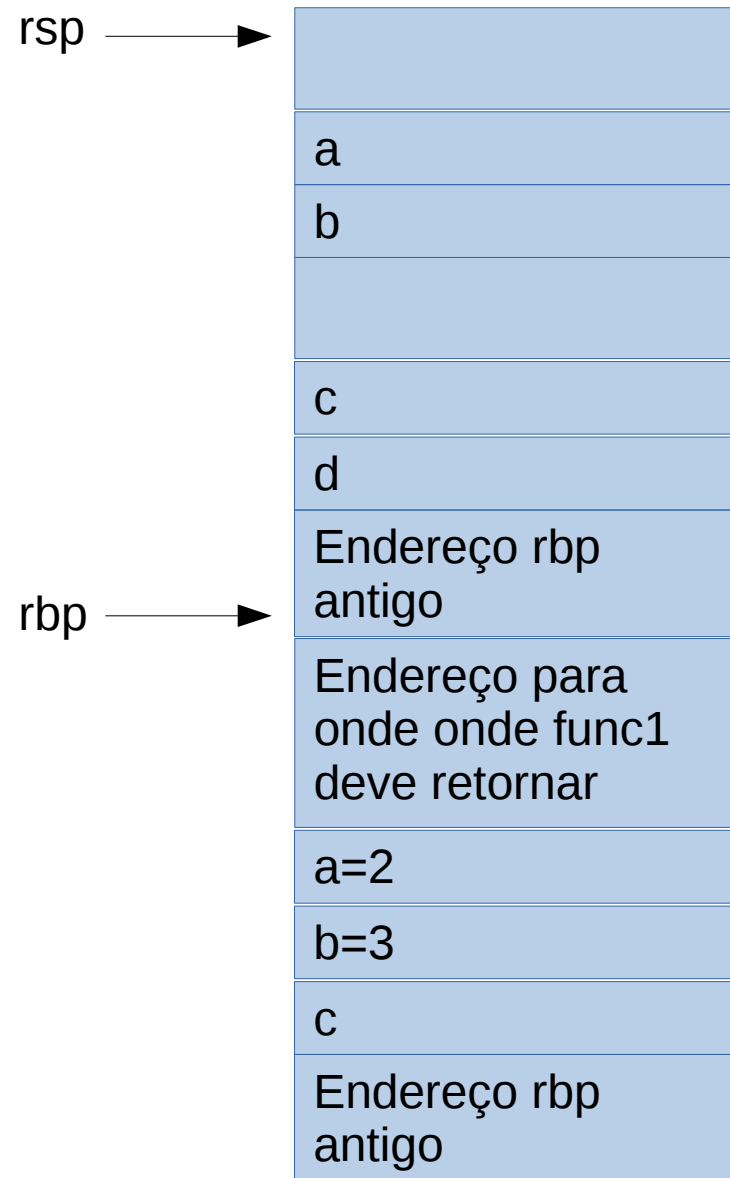 rsp
a
b
c
d
Endereço rbp
antigo
rbp
Endereço para
onde onde func1
deve retornar
a=2
b=3
c
Endereço rbp
antigo